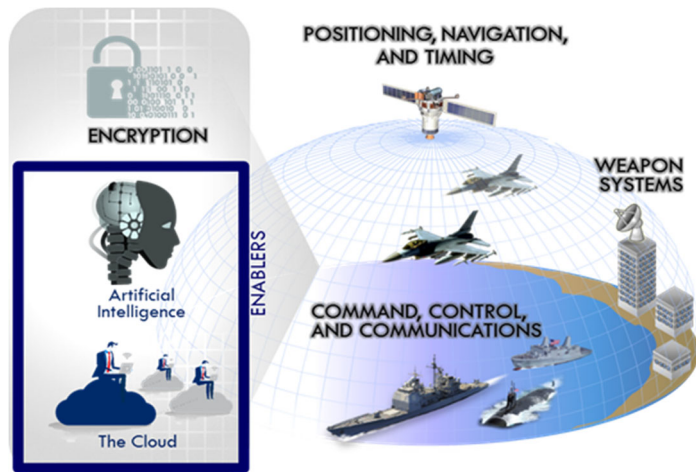 ENCRYPTION
Artificial
Intelligence
The Cloud
ENABLERS
POSITIONING, NAVIGATION,
AND TIMING
WEAPON
SYSTEMS
COMMAND, CONTROL,
AND COMMUNICATIONS